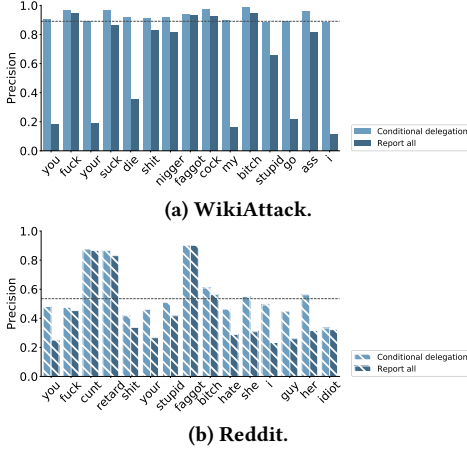 1.0
0.8
0.6
0.4
0.2
0.0
Precision
you fuck your suck die shit nigger faggot cock my bitch stupid go ass i
Conditional delegation
Report all
(a) WikiAttack.
1.0
0.8
0.6
0.4
0.2
0.0
Precision
you fuck cunt retard shit your stupid faggot bitch hate she i guy her idiot
Conditional delegation
Report all
(b) Reddit.